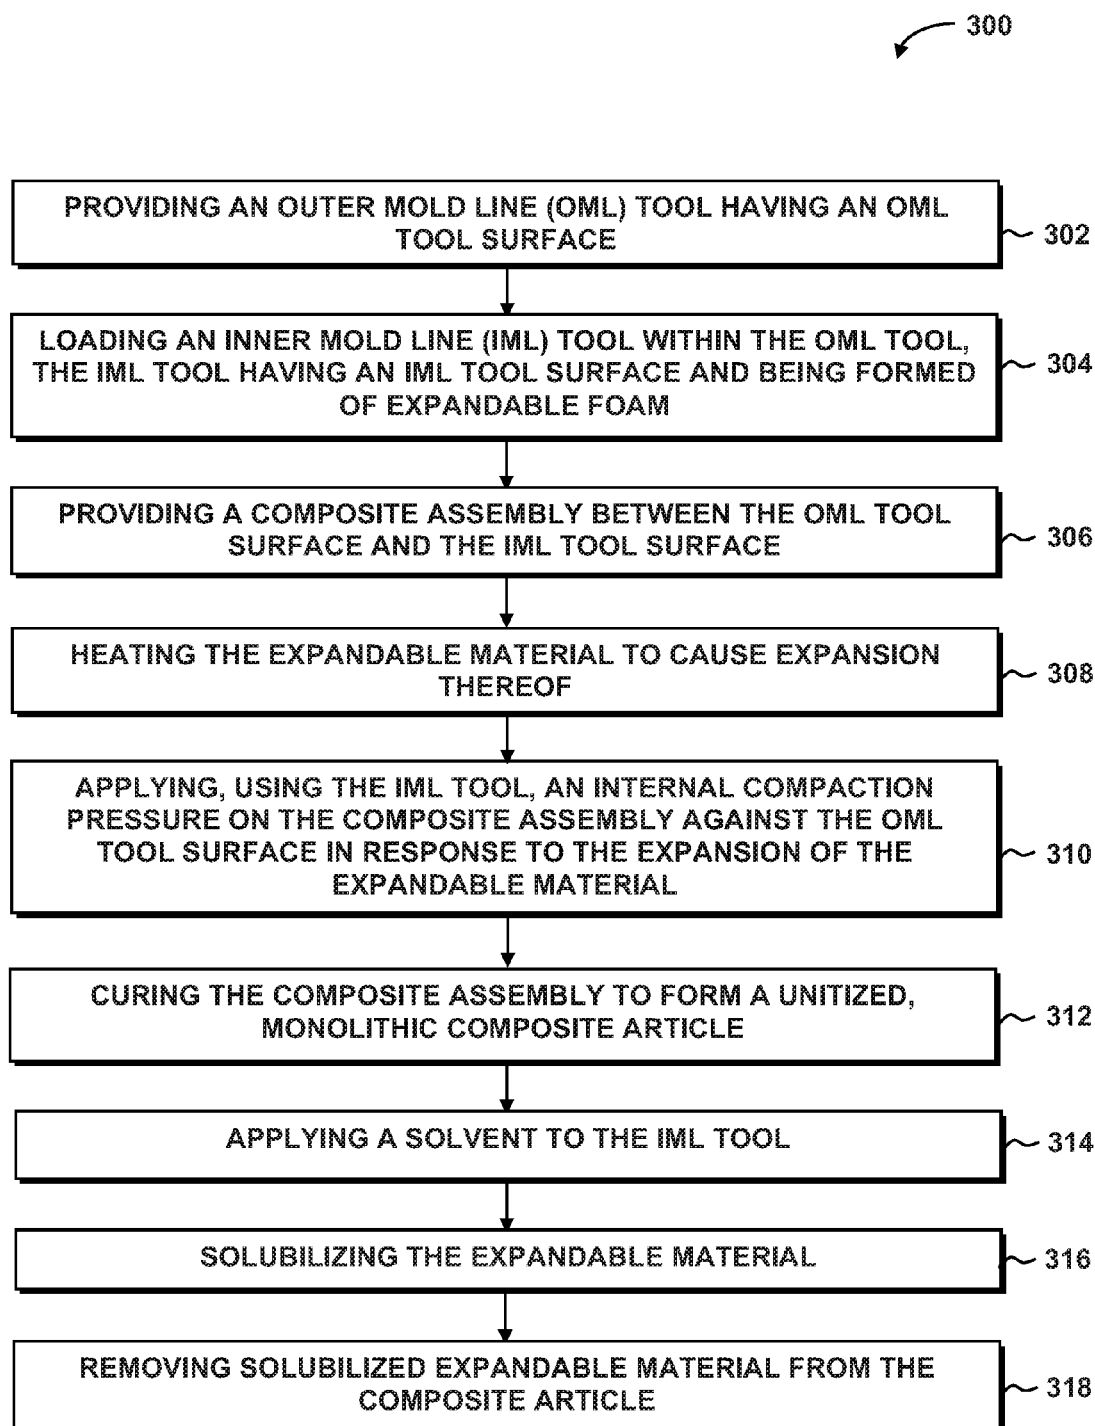 300
PROVIDING AN OUTER MOLD LINE (OML) TOOL HAVING AN OML
TOOL SURFACE
302
LOADING AN INNER MOLD LINE (IML) TOOL WITHIN THE OML TOOL,
THE IML TOOL HAVING AN IML TOOL SURFACE AND BEING FORMED
OF EXPANDABLE FOAM
304
PROVIDING A COMPOSITE ASSEMBLY BETWEEN THE OML TOOL
SURFACE AND THE IML TOOL SURFACE
306
HEATING THE EXPANDABLE MATERIAL TO CAUSE EXPANSION
THEREOF
308
APPLYING, USING THE IML TOOL, AN INTERNAL COMPACTION
PRESSURE ON THE COMPOSITE ASSEMBLY AGAINST THE OML
TOOL SURFACE IN RESPONSE TO THE EXPANSION OF THE
EXPANDABLE MATERIAL
310
CURING THE COMPOSITE ASSEMBLY TO FORM A UNITIZED,
MONOLITHIC COMPOSITE ARTICLE
312
APPLYING A SOLVENT TO THE IML TOOL
314
SOLUBILIZING THE EXPANDABLE MATERIAL
316
REMOVING SOLUBILIZED EXPANDABLE MATERIAL FROM THE
COMPOSITE ARTICLE
318